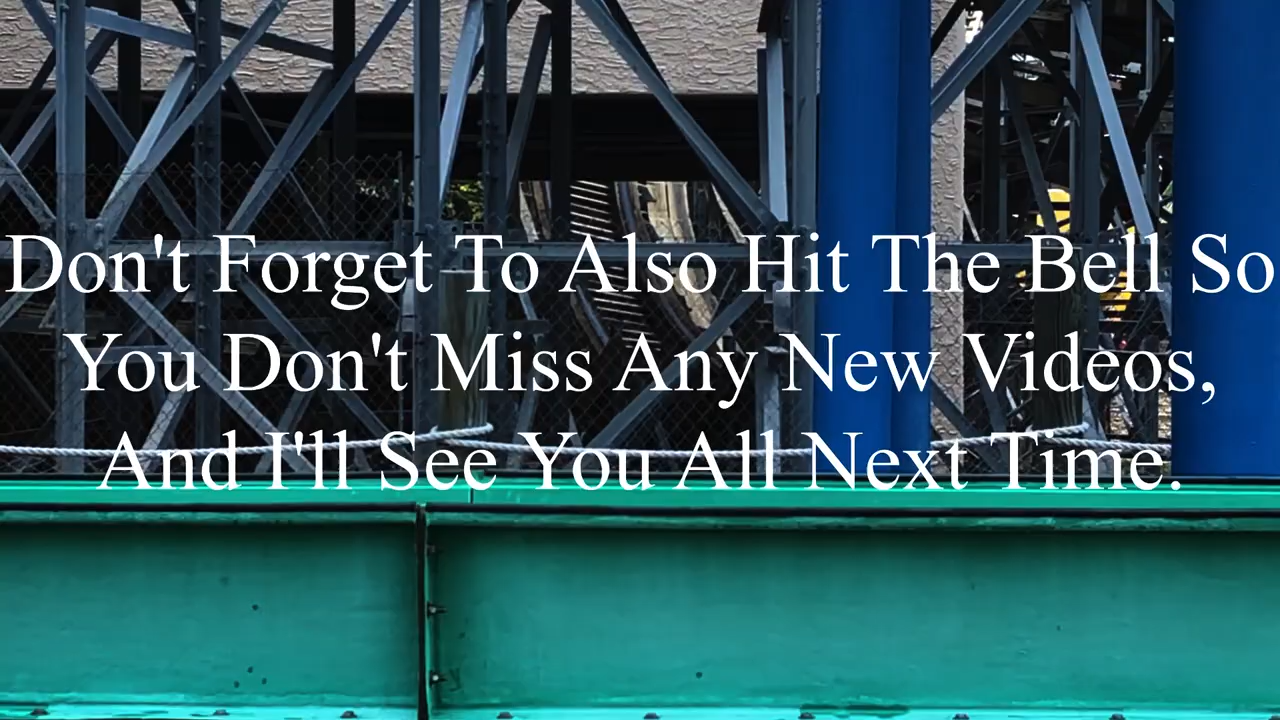 Don't Forget To Also Hit The Bell So
You Don't Miss Any New Videos,
And I'll See You All Next Time.